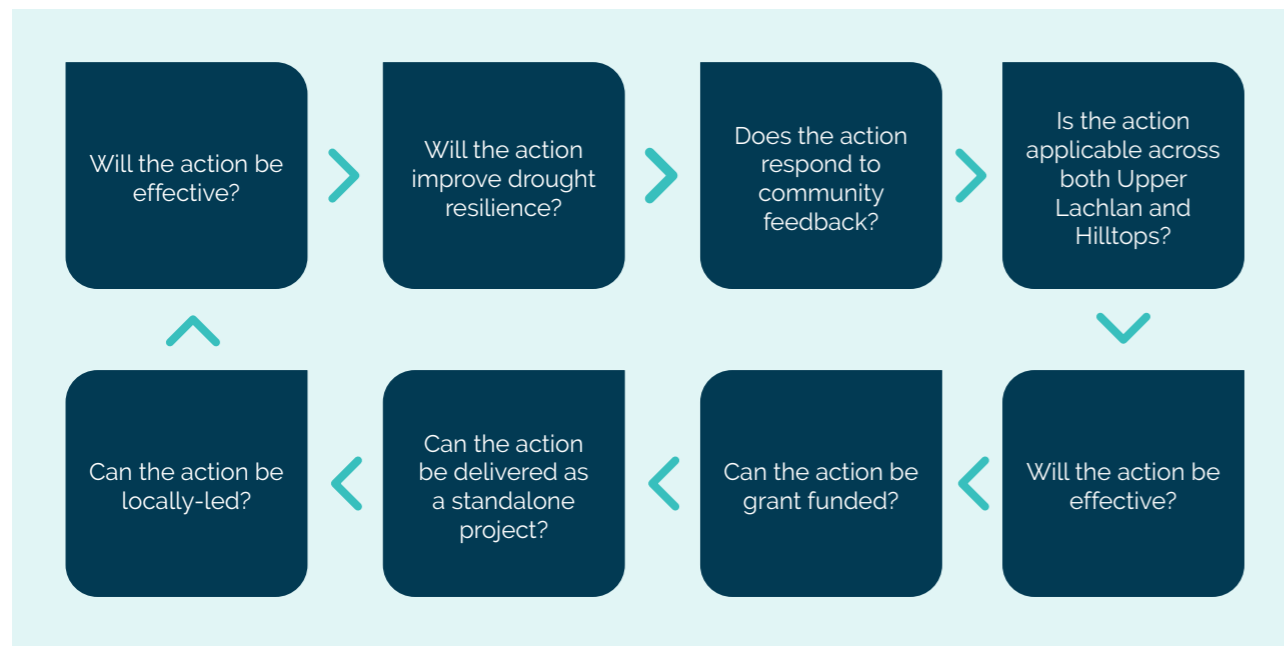 Will the action be
effective?
Will the action
improve drought
resilience?
Does the action
respond to
community
feedback?
Is the action
applicable across
both Upper
Lachlan and
Hilltops?
Will the action be
effective?
Can the action be
grant funded?
Can the action
be delivered as
a standalone
project?
Can the action be
locally-led?